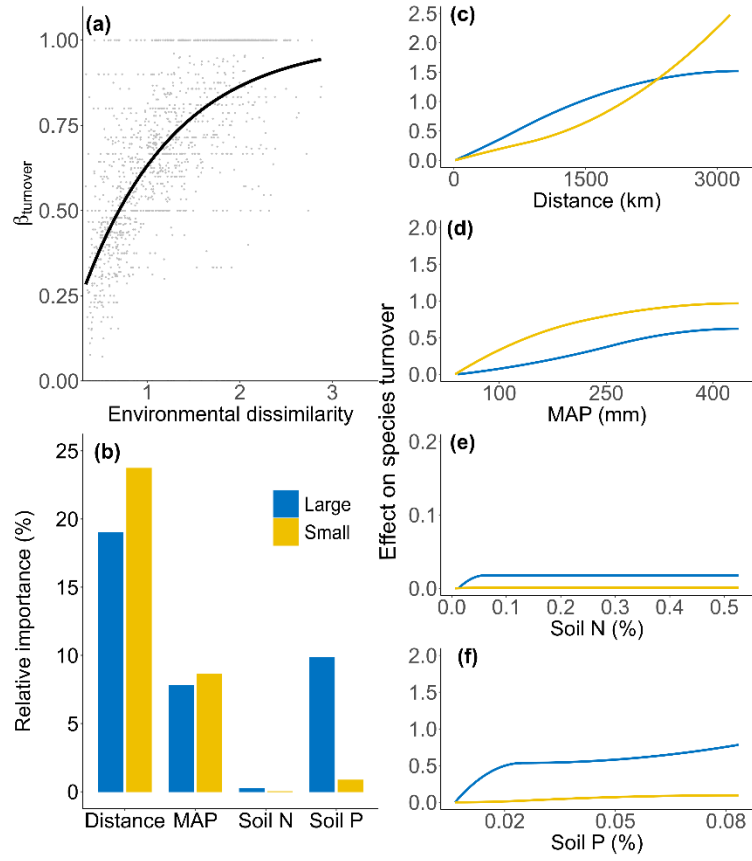 (a)
1.00
0.75
0.50
0.25
0.00
βturnover
1 2 3
Environmental dissimilarity
(b)
25
20
15
10
5
0
Relative importance (%)
Large
Small
Distance MAP Soil N Soil P
Effect on species turnover
(c)
2.5
2.0
1.5
1.0
0.5
0.0
0 1500 3000
Distance (km)
(d)
2.0
1.5
1.0
0.5
0.0
100 250 400
MAP (mm)
(e)
0.2
0.1
0.0
0.0 0.1 0.2 0.3 0.4 0.5
Soil N (%)
(f)
2.0
1.5
1.0
0.5
0.0
0.02 0.05 0.08
Soil P (%)